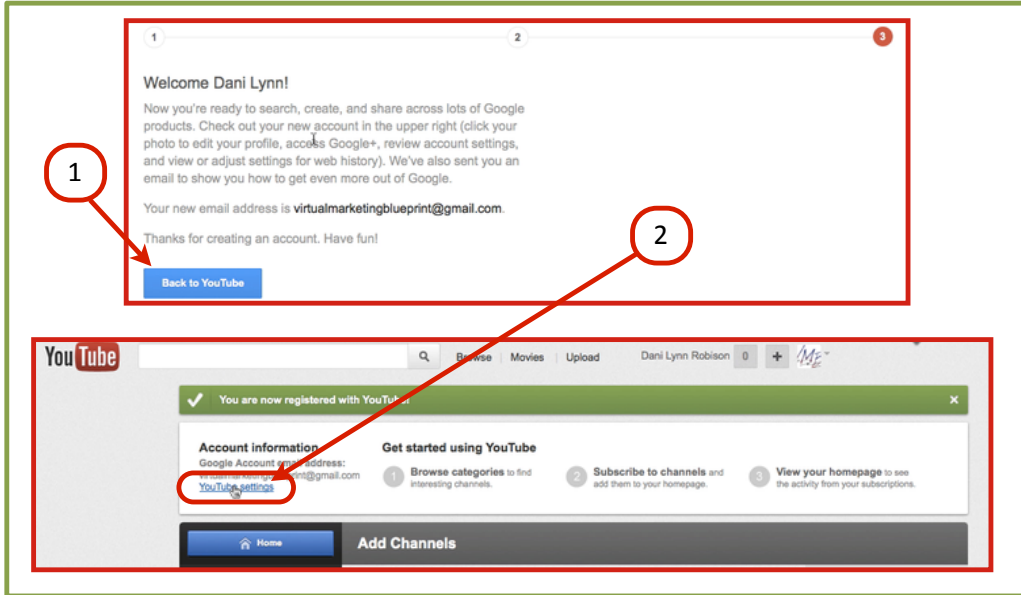 1 2 3
Welcome Dani Lynn!
Now you're ready to search, create, and share across lots of Google
products. Check out your new account in the upper right (click your
photo to edit your profile, access Google+, review account settings,
and view or adjust settings for web history). We've also sent you an
email to show you how to get even more out of Google.
1
Your new email address is virtualmarketingblueprint@gmail.com.
Thanks for creating an account. Have fun!
2
Back to YouTube
YouTube Browse Movies Upload Dani Lynn Robison 0 +
You are now registered with YouTube!
Account information
Google Account email address:
virtualmarketingblueprint@gmail.com
YouTube settings
Get started using YouTube
1 Browse categories to find
interesting channels.
2 Subscribe to channels and
add them to your homepage.
3 View your homepage to see
the activity from your subscriptions.
Home
Add Channels